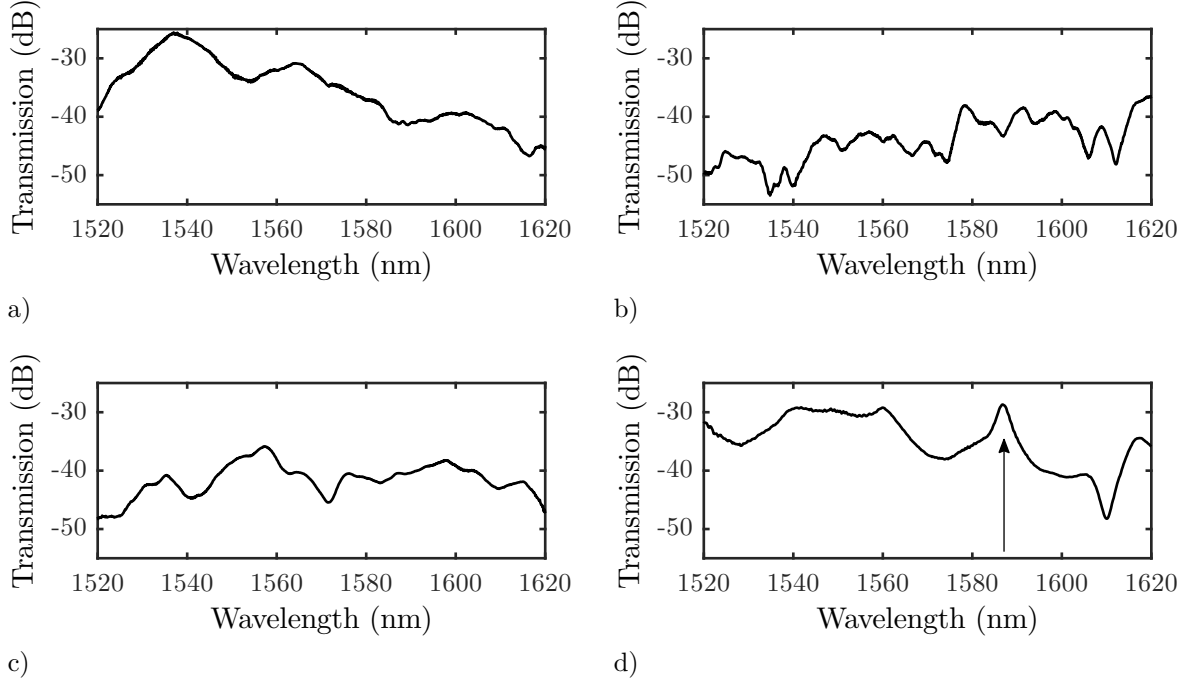 Transmission (dB)
-30
-40
-50
1520 1540 1560 1580 1600 1620
Wavelength (nm)
a)
Transmission (dB)
-30
-40
-50
1520 1540 1560 1580 1600 1620
Wavelength (nm)
b)
Transmission (dB)
-30
-40
-50
1520 1540 1560 1580 1600 1620
Wavelength (nm)
c)
Transmission (dB)
-30
-40
-50
1520 1540 1560 1580 1600 1620
Wavelength (nm)
d)